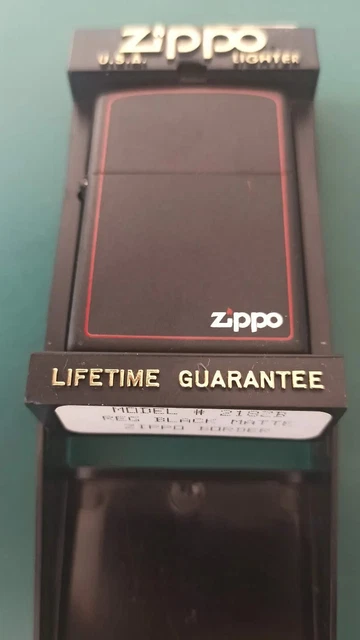 Zippo
U.S.A. LIGHTER
Zippo
LIFETIME GUARANTEE
MODEL # 218ZB
REG BLACK MATTE
ZIPPO BORDER